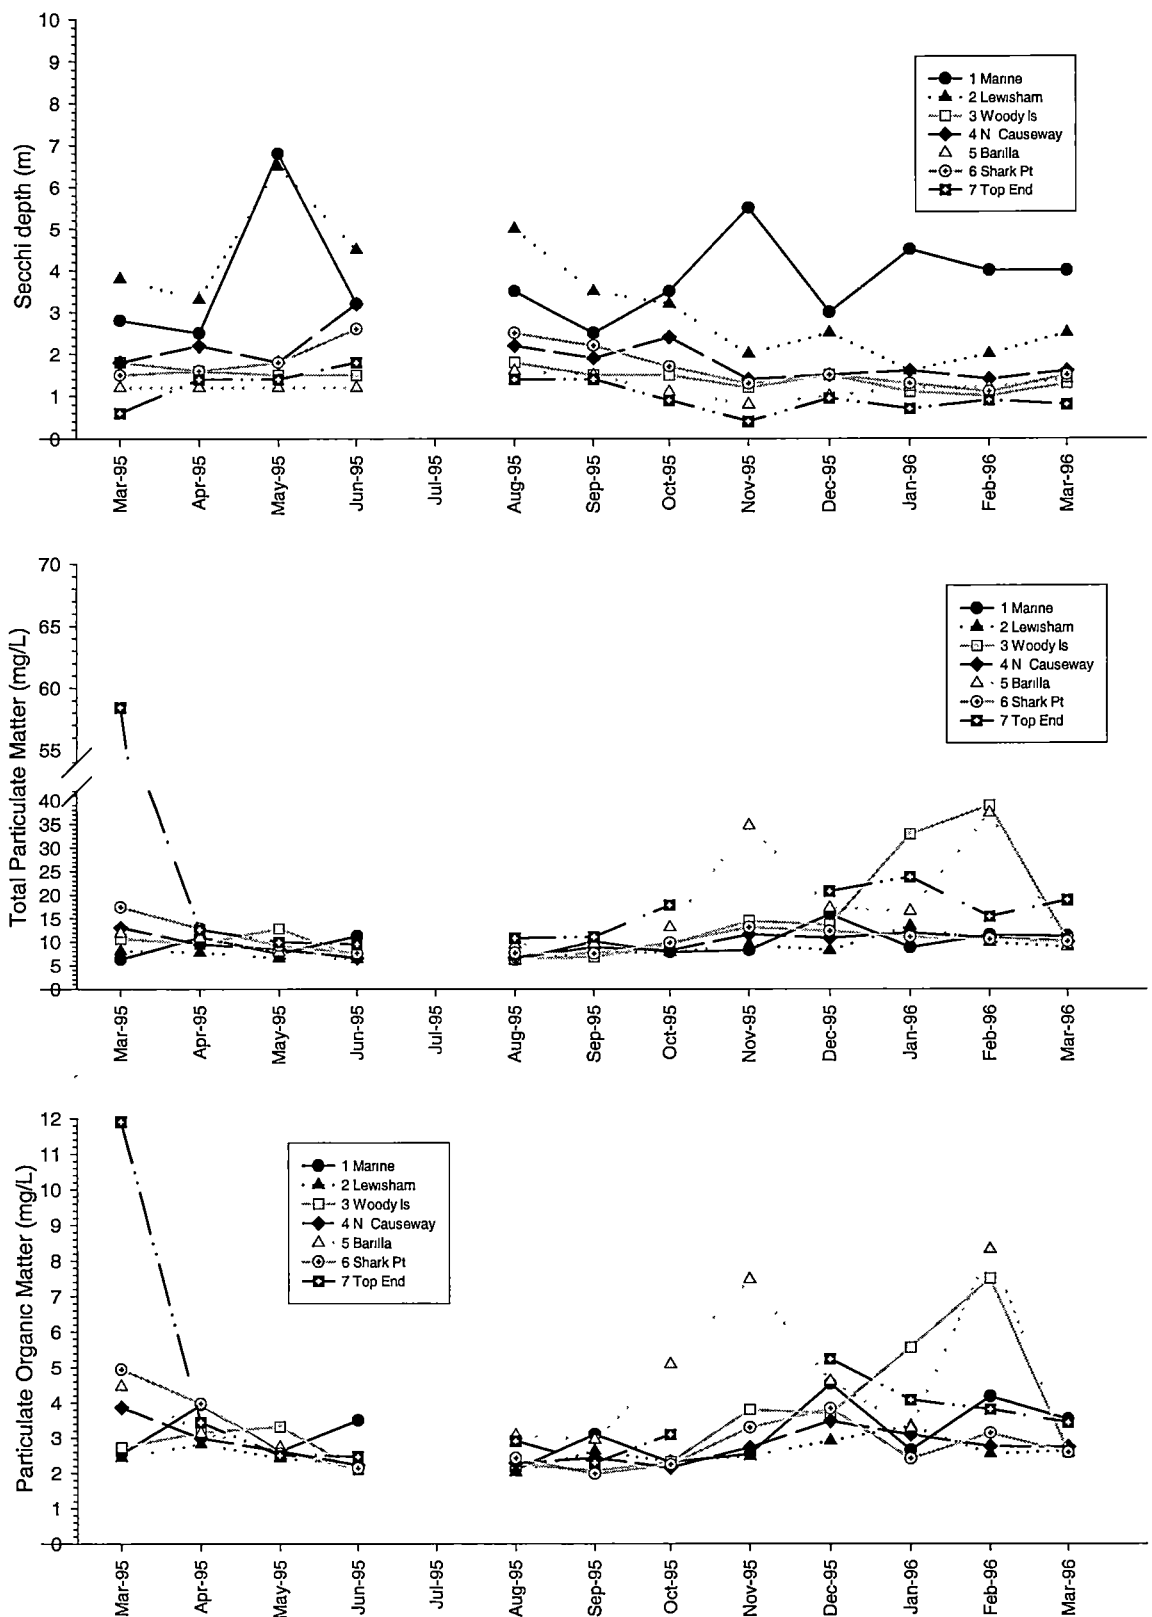 Secchi depth (m)
10
9
8
7
6
5
4
3
2
1
0
1 Marine
2 Lewisham
3 Woody Is
4 N Causeway
5 Barilla
6 Shark Pt
7 Top End
Mar-95
Apr-95
May-95
Jun-95
Jul-95
Aug-95
Sep-95
Oct-95
Nov-95
Dec-95
Jan-96
Feb-96
Mar-96
Total Particulate Matter (mg/L)
70
65
60
55
40
35
30
25
20
15
10
5
0
1 Marine
2 Lewisham
3 Woody Is
4 N Causeway
5 Barilla
6 Shark Pt
7 Top End
Mar-95
Apr-95
May-95
Jun-95
Jul-95
Aug-95
Sep-95
Oct-95
Nov-95
Dec-95
Jan-96
Feb-96
Mar-96
Particulate Organic Matter (mg/L)
12
11
10
9
8
7
6
5
4
3
2
1
0
1 Marine
2 Lewisham
3 Woody Is
4 N Causeway
5 Barilla
6 Shark Pt
7 Top End
Mar-95
Apr-95
May-95
Jun-95
Jul-95
Aug-95
Sep-95
Oct-95
Nov-95
Dec-95
Jan-96
Feb-96
Mar-96